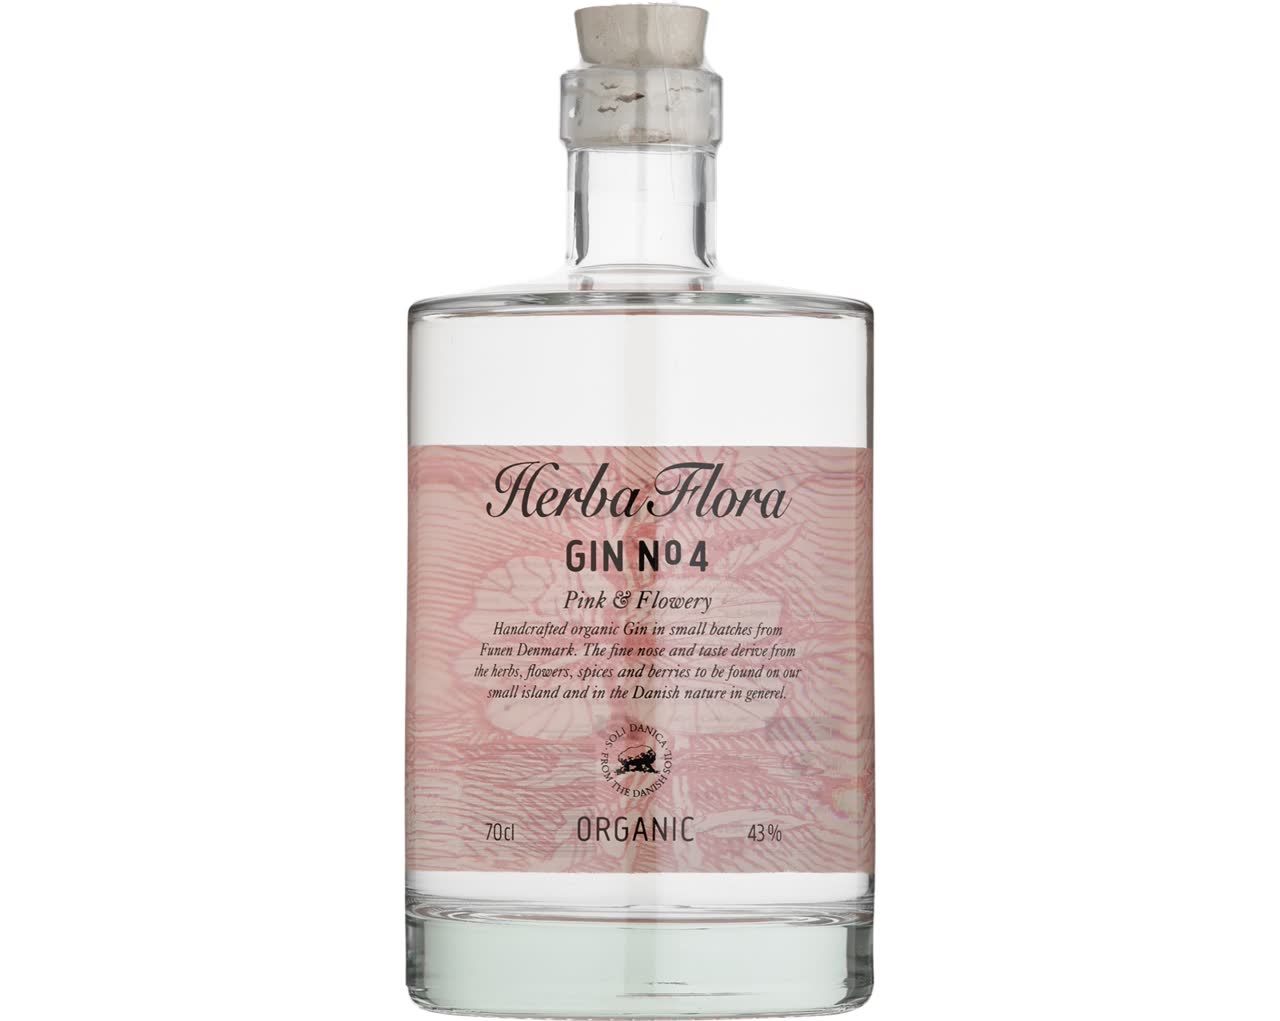 Herba Flora
GIN Nº 4
Pink & Flowery
Handcrafted organic Gin in small batches from
Funen Denmark. The fine nose and taste derive from
the herbs, flowers, spices and berries to be found on our
small island and in the Danish nature in generel.
· SOLI DANICA ·
FROM THE DANISH SOIL
70cl ORGANIC 43%